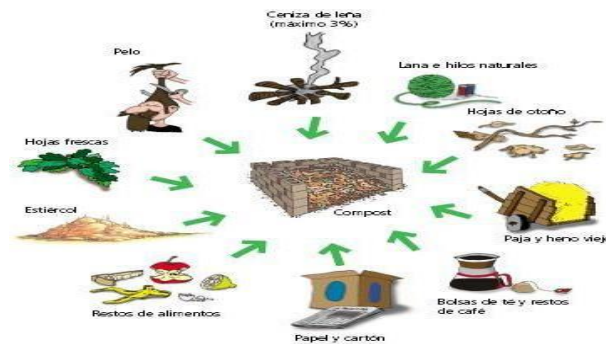 Ceniza de leña
(máximo 3%)
Pelo
Lana e hilos naturales
Hojas de otoño
Hojas frescas
Estiércol
Compost
Paja y heno viejo
Restos de alimentos
Bolsas de té y restos
de café
Papel y cartón